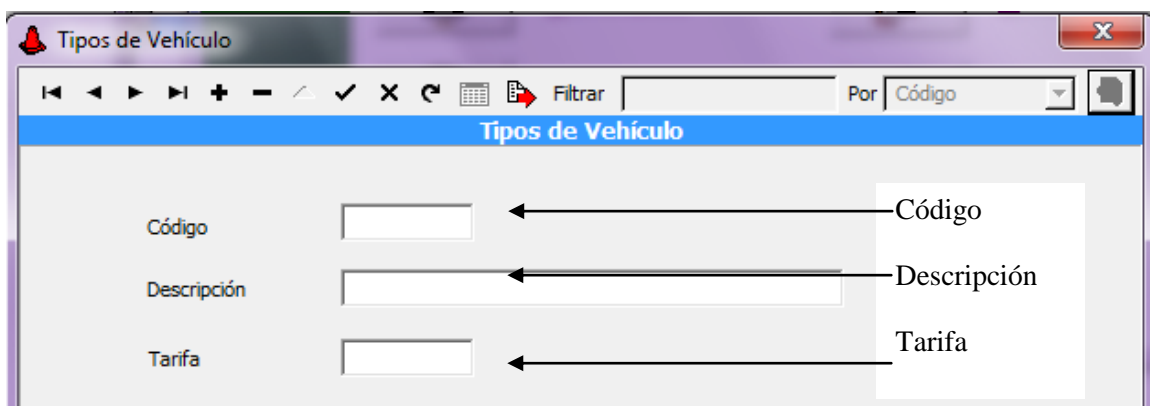 Tipos de Vehículo
Filtrar Por Código
Tipos de Vehículo
Código Código
Descripción Descripción
Tarifa Tarifa